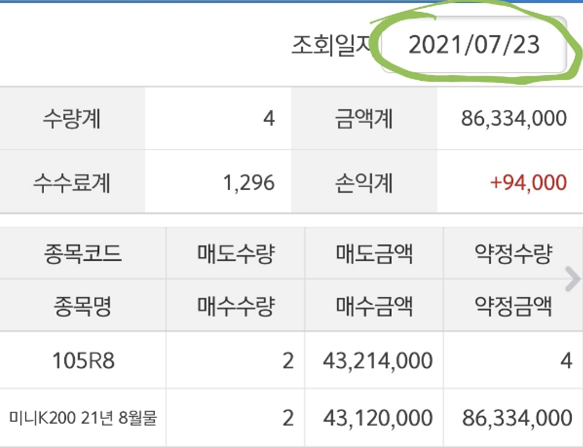 조회일자 2021/07/23
수량계 4 금액계 86,334,000
수수료계 1,296 손익계 +94,000
종목코드 매도수량 매도금액 약정수량
종목명 매수수량 매수금액 약정금액
105R8 2 43,214,000 4
미니K200 21년 8월물 2 43,120,000 86,334,000